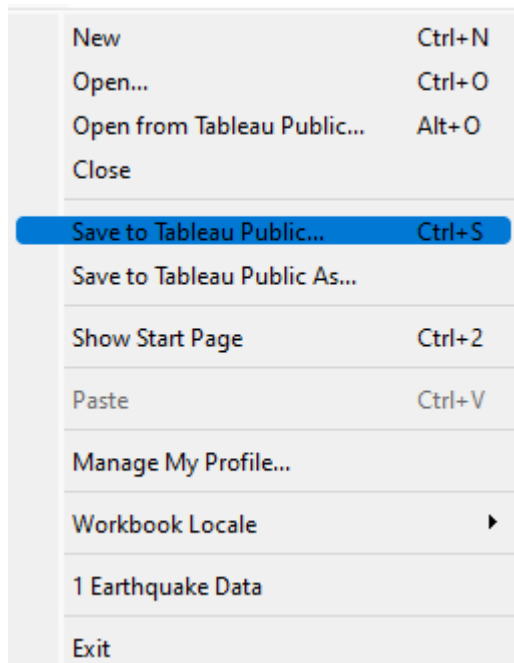 New Ctrl+N
Open... Ctrl+O
Open from Tableau Public... Alt+O
Close
Save to Tableau Public... Ctrl+S
Save to Tableau Public As...
Show Start Page Ctrl+2
Paste Ctrl+V
Manage My Profile...
Workbook Locale
1 Earthquake Data
Exit